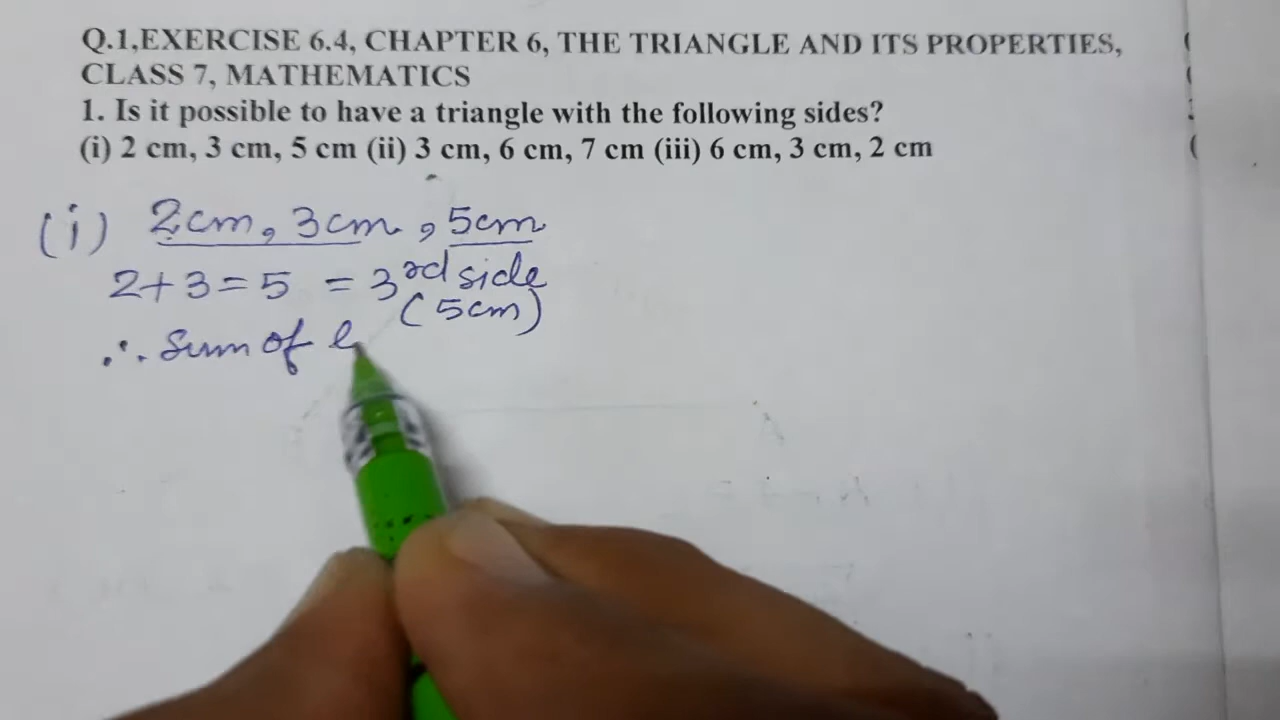 Q.1,EXERCISE 6.4, CHAPTER 6, THE TRIANGLE AND ITS PROPERTIES,
CLASS 7, MATHEMATICS
1. Is it possible to have a triangle with the following sides?
(i) 2 cm, 3 cm, 5 cm (ii) 3 cm, 6 cm, 7 cm (iii) 6 cm, 3 cm, 2 cm
(i) 2cm, 3cm, 5cm
2+3=5 = 3rd side
(5cm)
∴ Sum of l